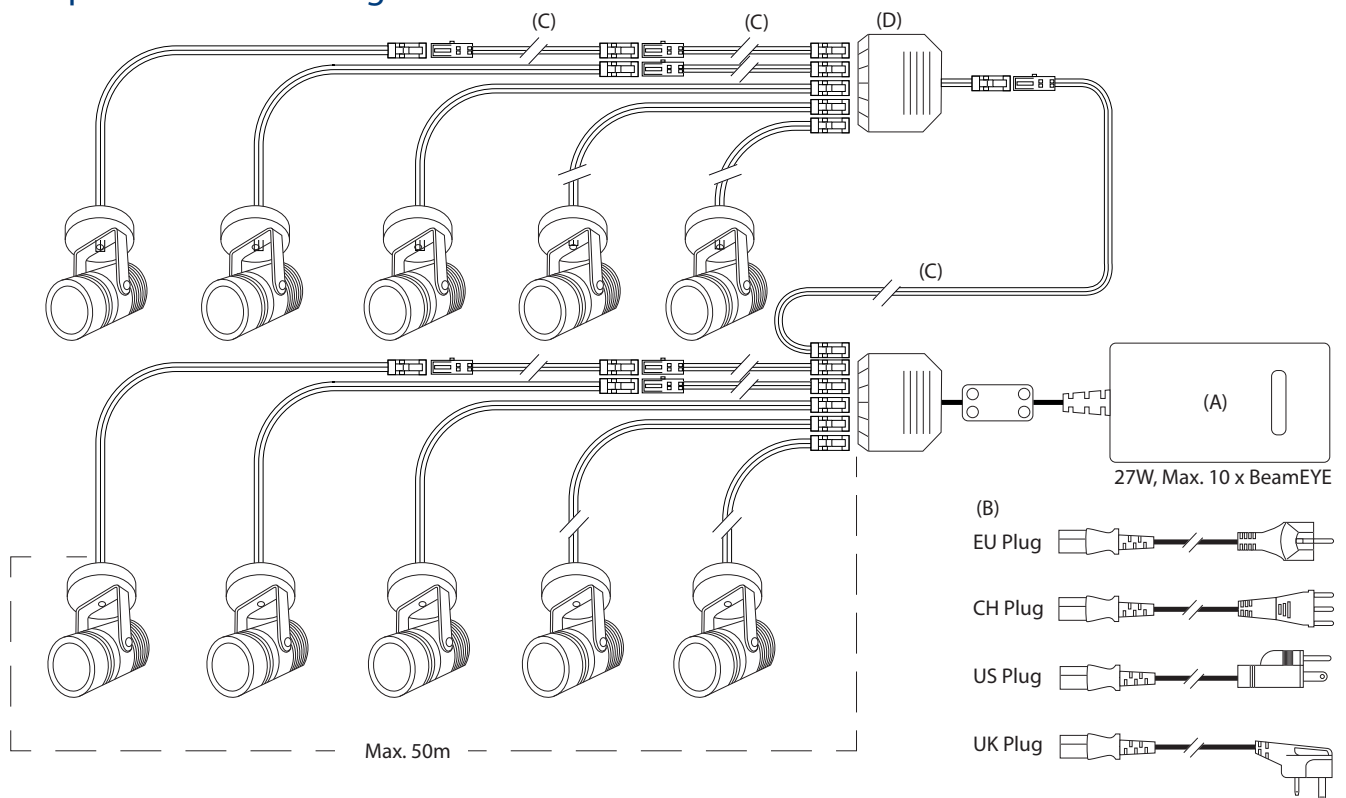 (C)
(C)
(D)
(C)
(A)
27W, Max. 10 x BeamEYE
(B)
EU Plug
CH Plug
US Plug
UK Plug
Max. 50m